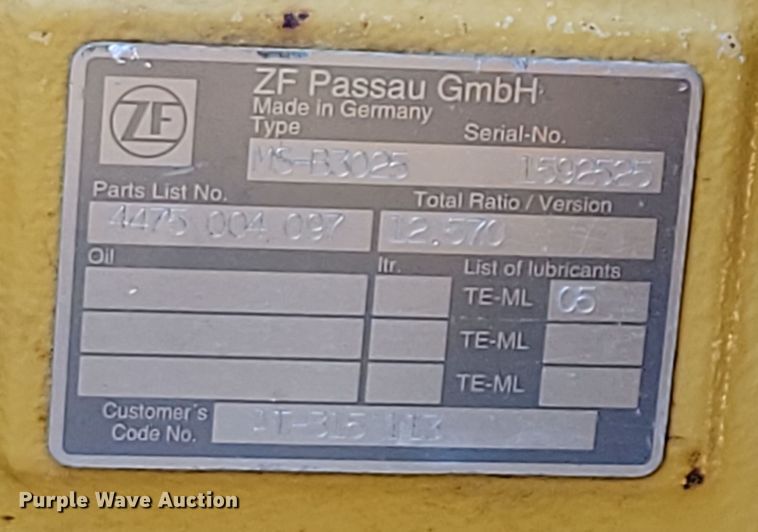 ZF
ZF Passau GmbH
Made in Germany
Type Serial-No.
MS-B3025 1592525
Parts List No. Total Ratio / Version
4475 004 097 12.570
Oil ltr. List of lubricants
TE-ML 05
TE-ML
TE-ML
Customer's
Code No.
Purple Wave Auction